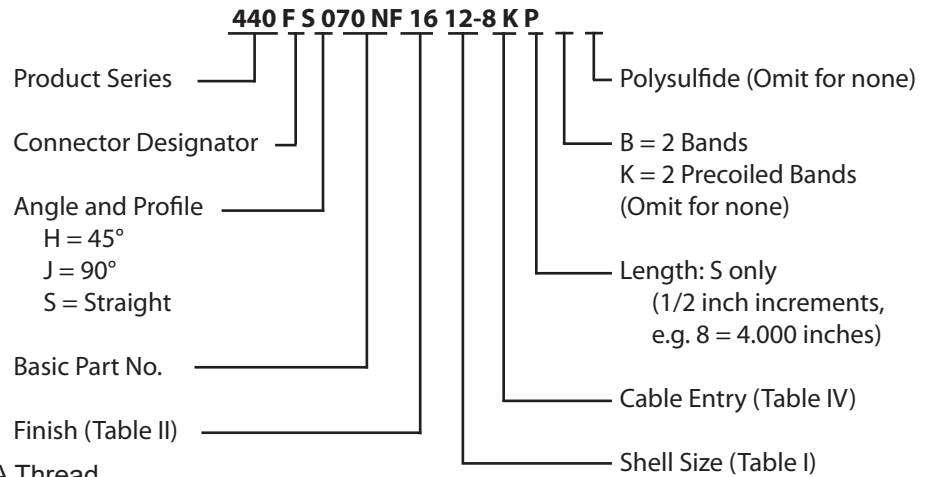 440 F S 070 NF 16 12-8 K P
Product Series
Connector Designator
Angle and Profile
H = 45°
J = 90°
S = Straight
Basic Part No.
Finish (Table II)
A Thread
Polysulfide (Omit for none)
B = 2 Bands
K = 2 Precoiled Bands
(Omit for none)
Length: S only
(1/2 inch increments,
e.g. 8 = 4.000 inches)
Cable Entry (Table IV)
Shell Size (Table I)